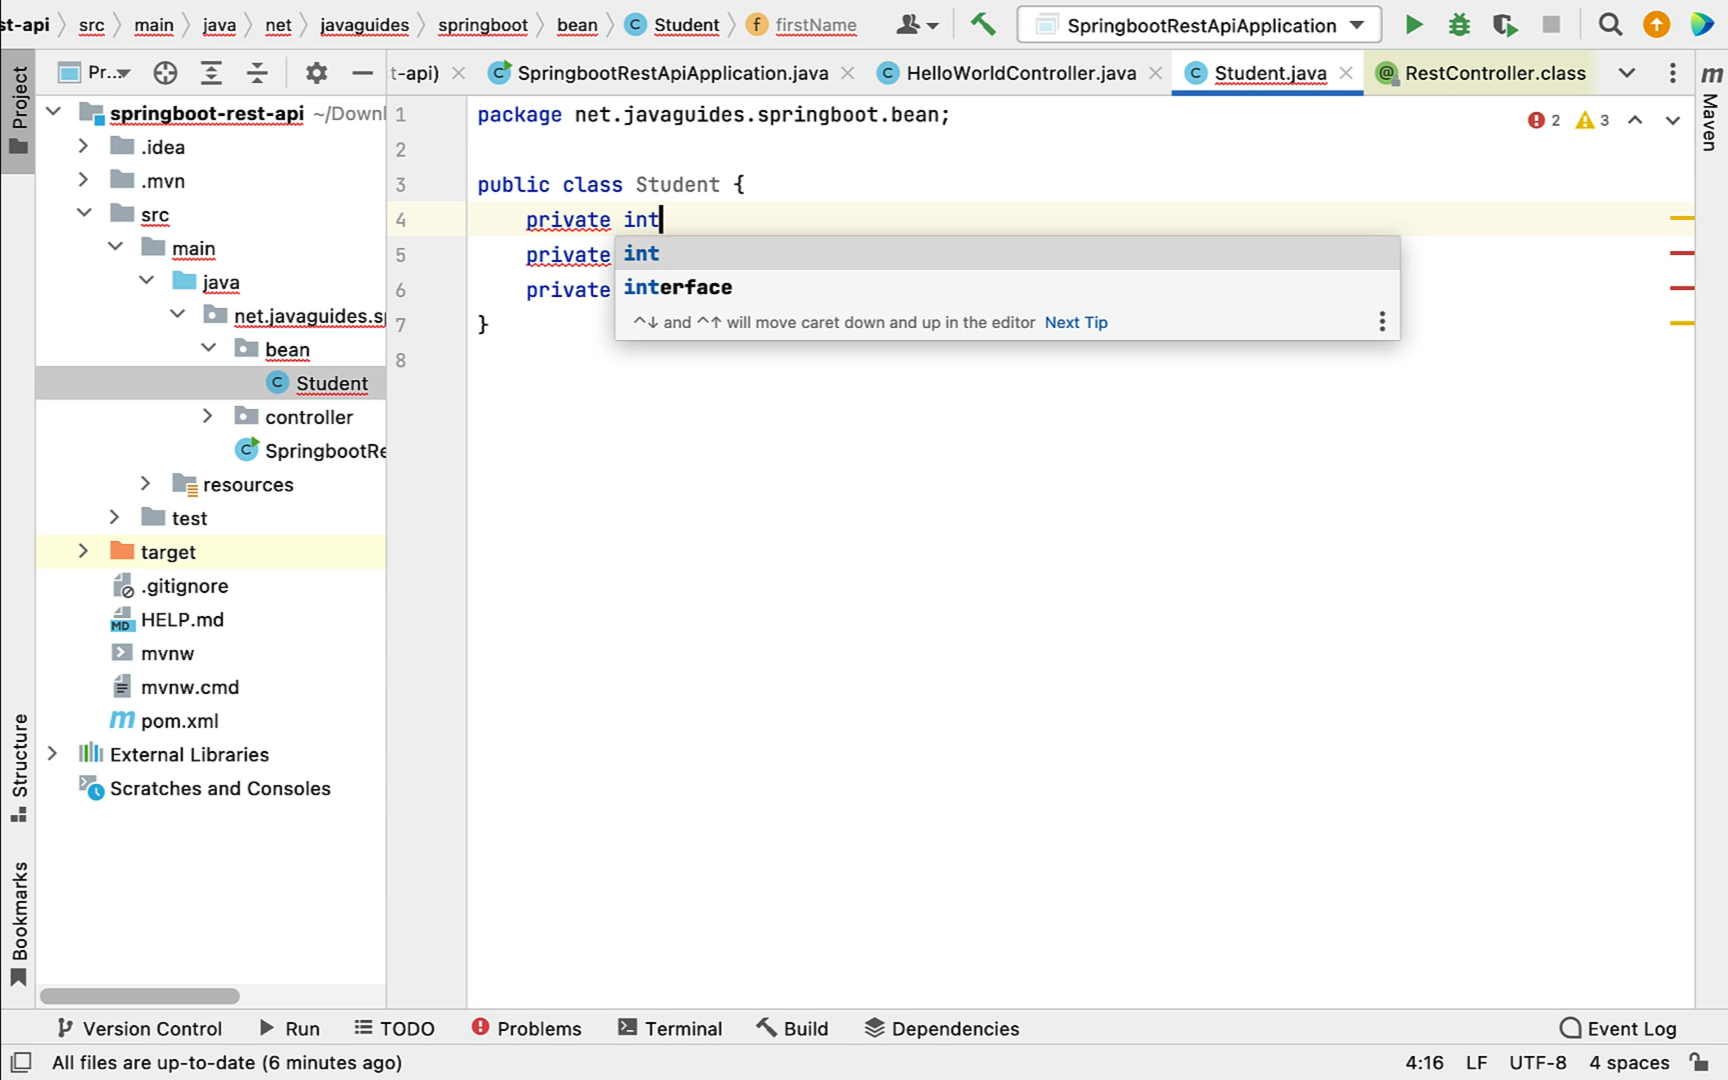 st-api src main java net javaguides springboot bean C Student f firstName SpringbootRestApiApplication
Pr... t-api) SpringbootRestApiApplication.java HelloWorldController.java Student.java RestController.class
Project
Maven
springboot-rest-api ~/Downl
.idea
.mvn
src
main
java
net.javaguides.s
bean
Student
controller
SpringbootRe
resources
test
target
.gitignore
HELP.md
mvnw
mvnw.cmd
pom.xml
External Libraries
Scratches and Consoles
Structure
Bookmarks
1 package net.javaguides.springboot.bean;
2
3 public class Student {
4 private int
5 private
6 private
7 }
8
2 3
int
interface
^↓ and ^↑ will move caret down and up in the editor Next Tip
Version Control Run TODO Problems Terminal Build Dependencies Event Log
All files are up-to-date (6 minutes ago) 4:16 LF UTF-8 4 spaces